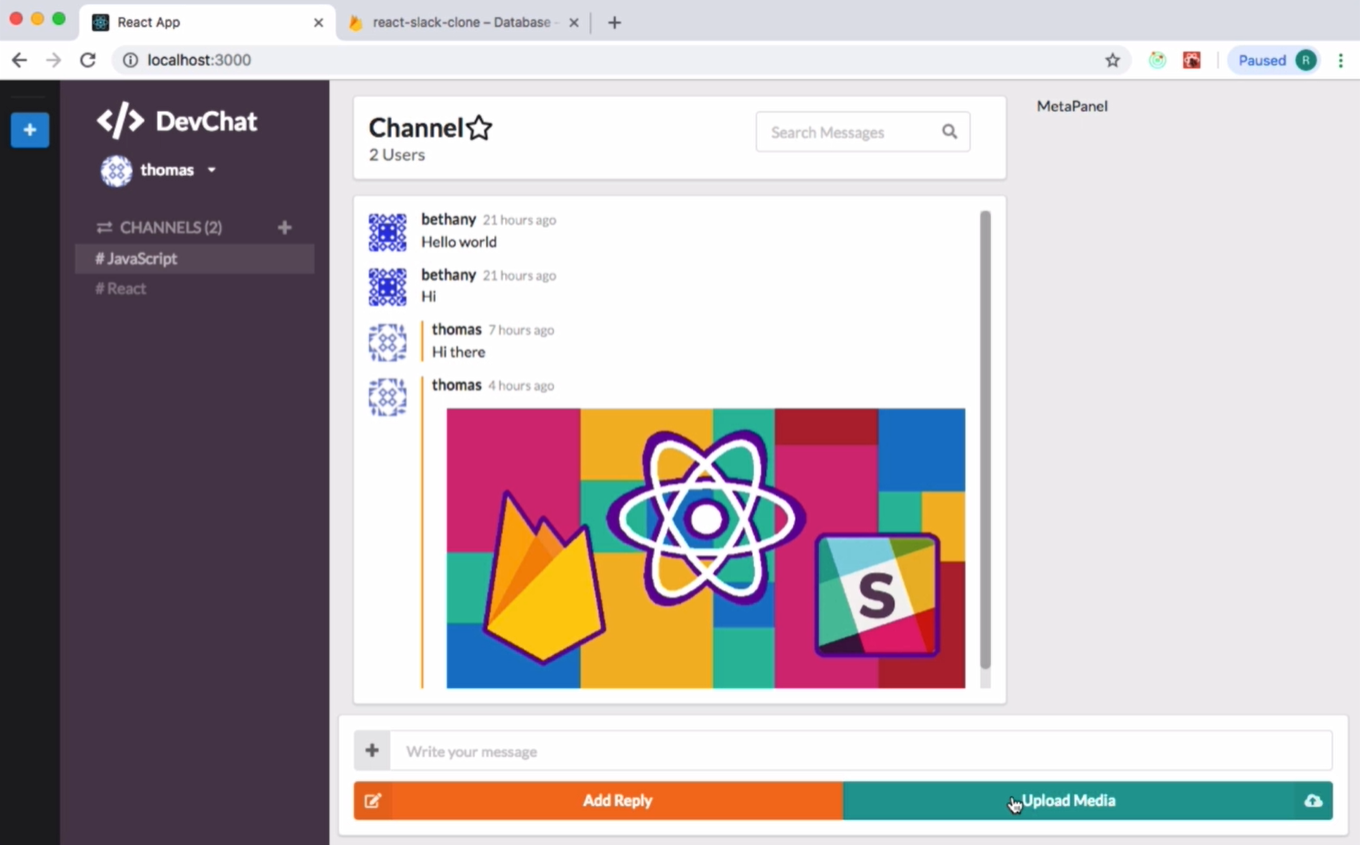 React App
react-slack-clone – Database -
localhost:3000
Paused R
+
</> DevChat
thomas
CHANNELS (2) +
# JavaScript
# React
Channel
2 Users
Search Messages
MetaPanel
bethany 21 hours ago
Hello world
bethany 21 hours ago
Hi
thomas 7 hours ago
Hi there
thomas 4 hours ago
S
+ Write your message
Add Reply
Upload Media